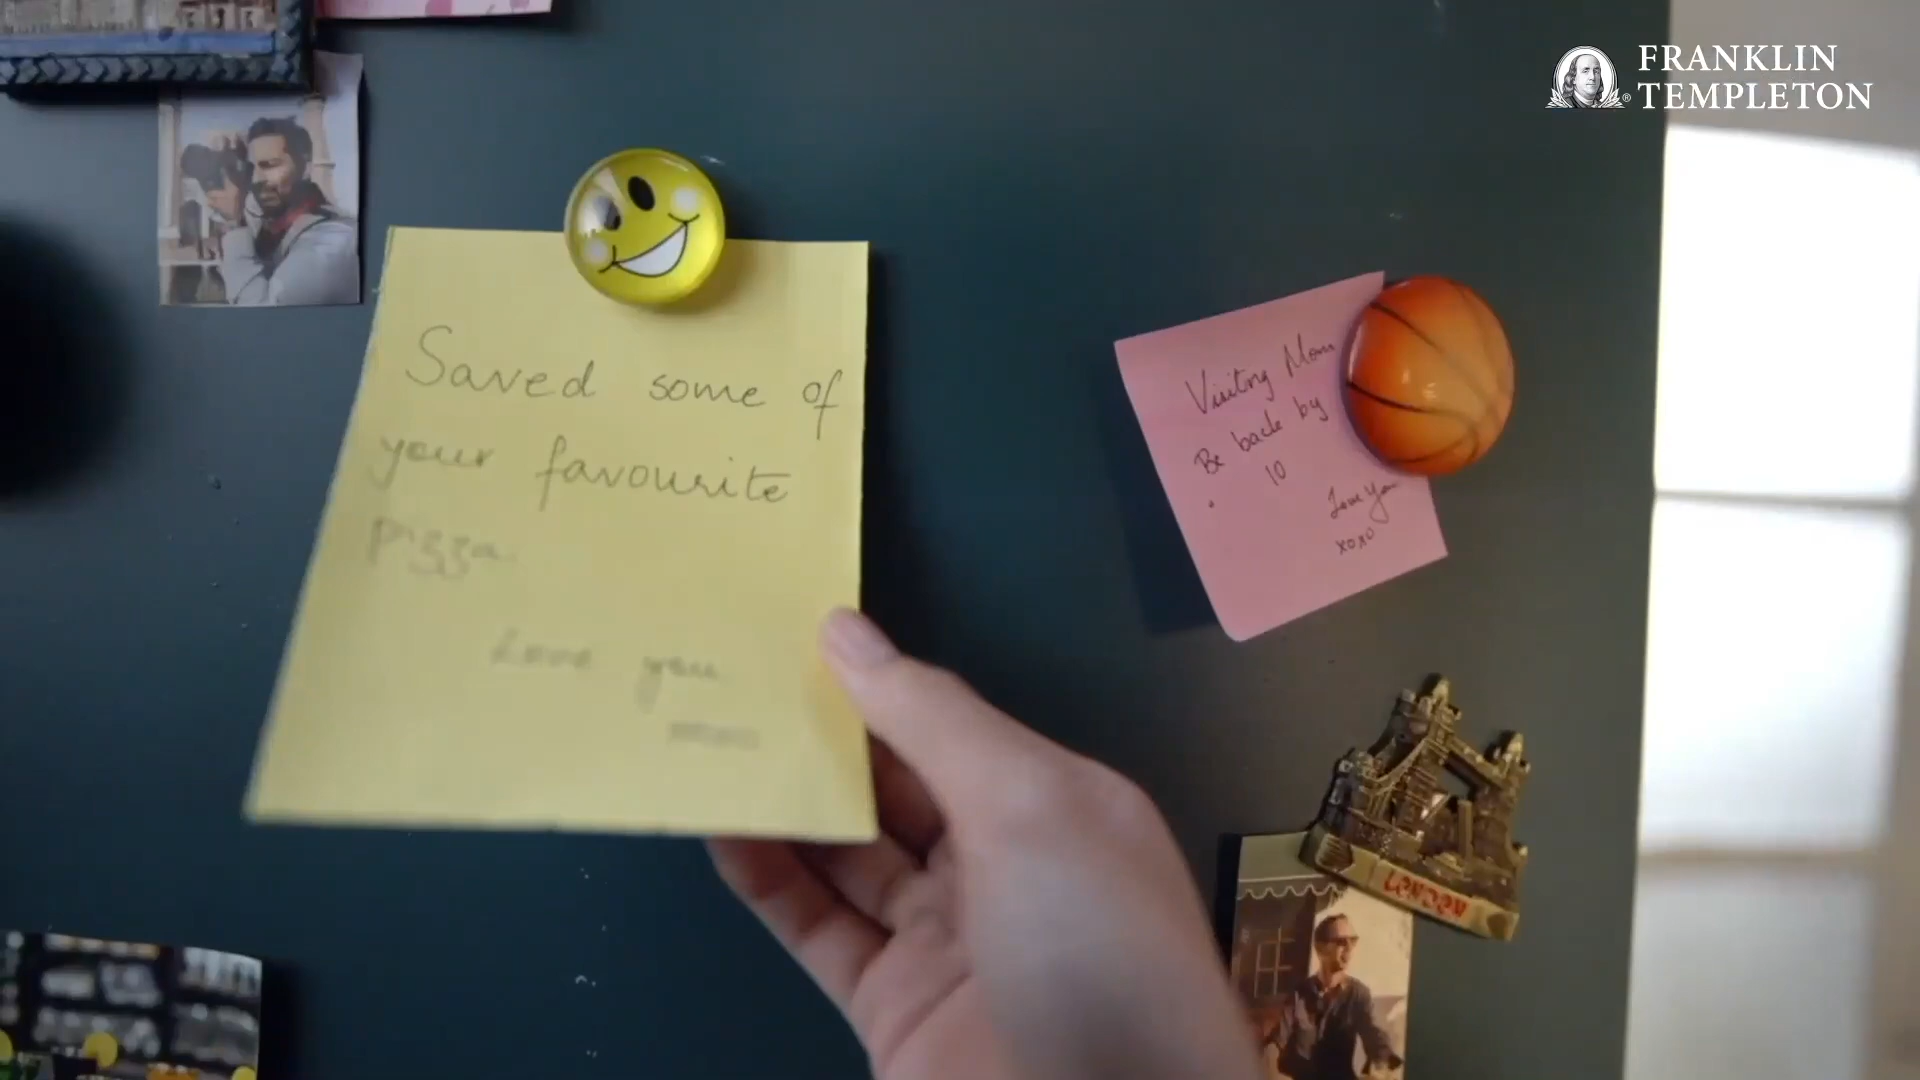 FRANKLIN
TEMPLETON
Saved some of
your favourite
pizza
Love you
Visiting Mom
Be back by
10
Love You
xoxo
LONDON